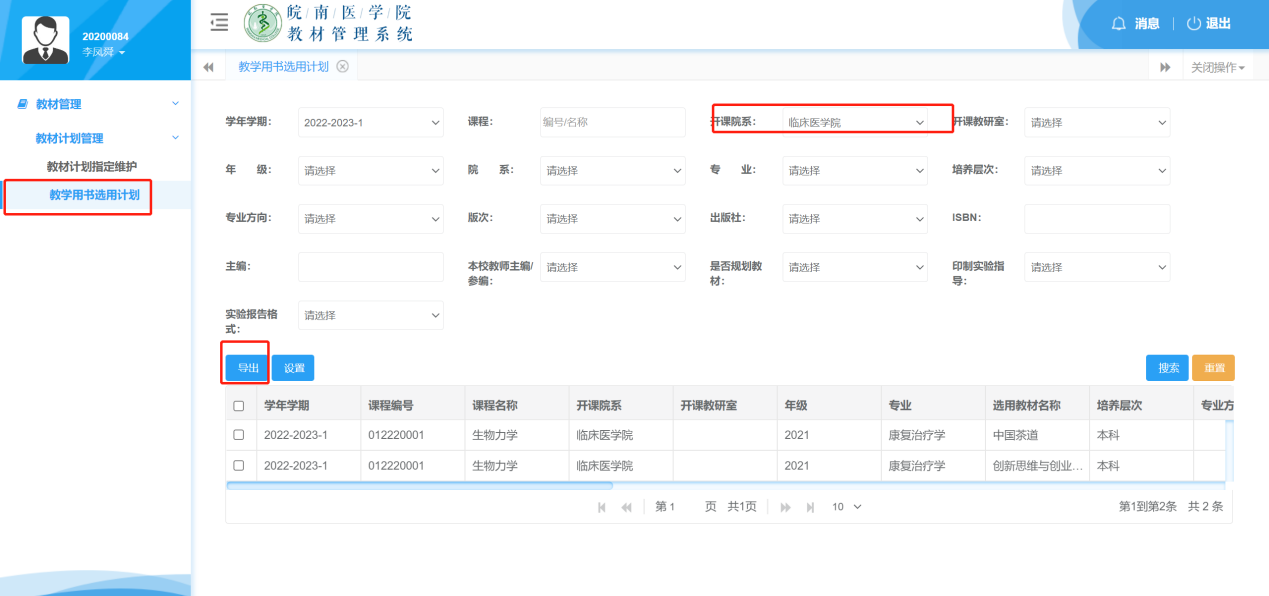 皖南医学院
教材管理系统
20200084
李凤舜
消息
退出
教学用书选用计划
关闭操作
教材管理
教材计划管理
教材计划指定维护
教学用书选用计划
学年学期: 2022-2023-1 课程: 编号/名称 开课院系: 临床医学院 开课教研室: 请选择
年 级: 请选择 院 系: 请选择 专 业: 请选择 培养层次: 请选择
专业方向: 请选择 版次: 请选择 出版社: 请选择 ISBN:
主编: 本校教师主编/参编: 请选择 是否规划教材: 请选择 印制实验指导: 请选择
实验报告格式: 请选择
导出 设置 搜索 重置
学年学期 课程编号 课程名称 开课院系 开课教研室 年级 专业 选用教材名称 培养层次 专业方
2022-2023-1 012220001 生物力学 临床医学院 2021 康复治疗学 中国茶道 本科
2022-2023-1 012220001 生物力学 临床医学院 2021 康复治疗学 创新思维与创业... 本科
第 1 页 共1页 10 第1到第2条 共 2 条